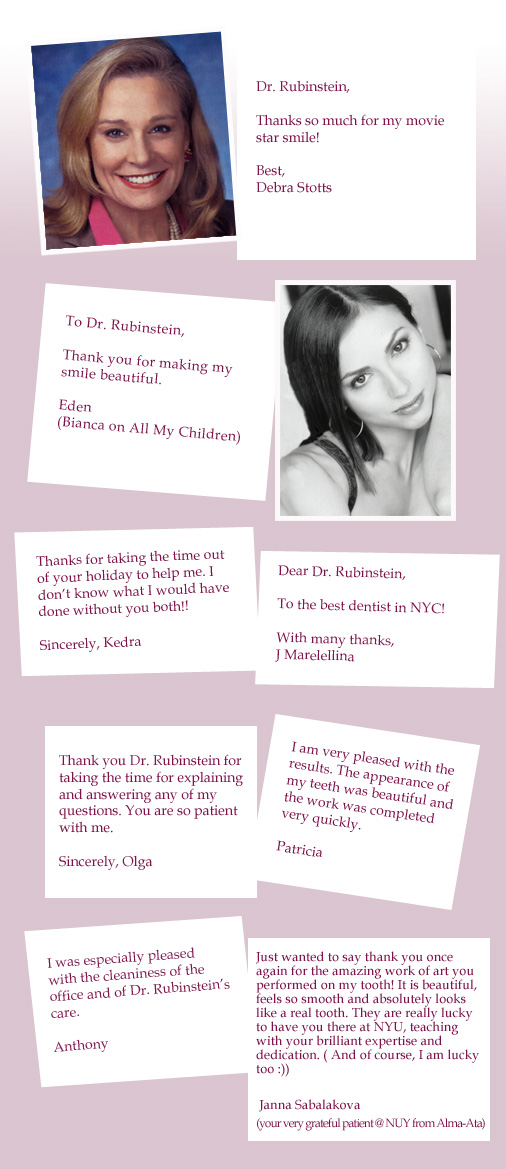 Dr. Rubinstein,
Thanks so much for my movie
star smile!
Best,
Debra Stotts
To Dr. Rubinstein,
Thank you for making my
smile beautiful.
Eden
(Bianca on All My Children)
Thanks for taking the time out
of your holiday to help me. I
don't know what I would have
done without you both!!
Sincerely, Kedra
Dear Dr. Rubinstein,
To the best dentist in NYC!
With many thanks,
J Marelellina
Thank you Dr. Rubinstein for
taking the time for explaining
and answering any of my
questions. You are so patient
with me.
Sincerely, Olga
I am very pleased with the
results. The appearance of
my teeth was beautiful and
the work was completed
very quickly.
Patricia
I was especially pleased
with the cleaniness of the
office and of Dr. Rubinstein's
care.
Anthony
Just wanted to say thank you once
again for the amazing work of art you
performed on my tooth! It is beautiful,
feels so smooth and absolutely looks
like a real tooth. They are really lucky
to have you there at NYU, teaching
with your brilliant expertise and
dedication. ( And of course, I am lucky
too :))
Janna Sabalakova
(your very grateful patient @ NUY from Alma-Ata)